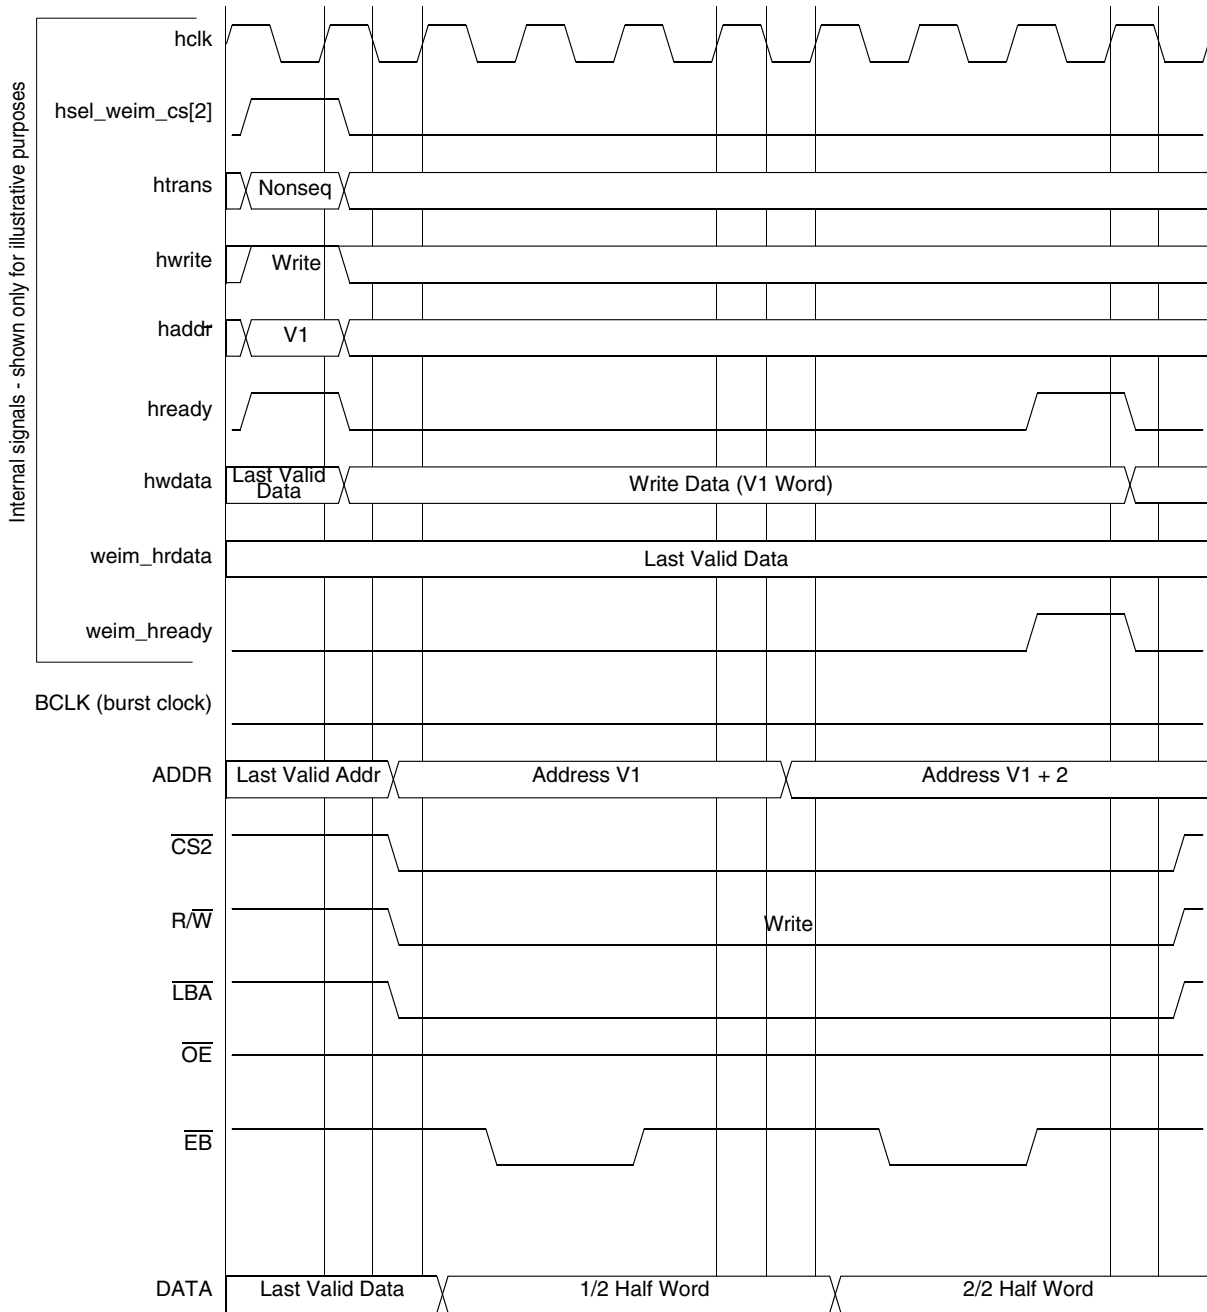 Internal signals - shown only for illustrative purposes
hclk
hsel_weim_cs[2]
htrans
Nonseq
hwrite
Write
haddr
V1
hready
hwdata
Last Valid
Data
Write Data (V1 Word)
weim_hrdata
Last Valid Data
weim_hready
BCLK (burst clock)
ADDR
Last Valid Addr
Address V1
Address V1 + 2
CS2
R/W
Write
LBA
OE
EB
DATA
Last Valid Data
1/2 Half Word
2/2 Half Word